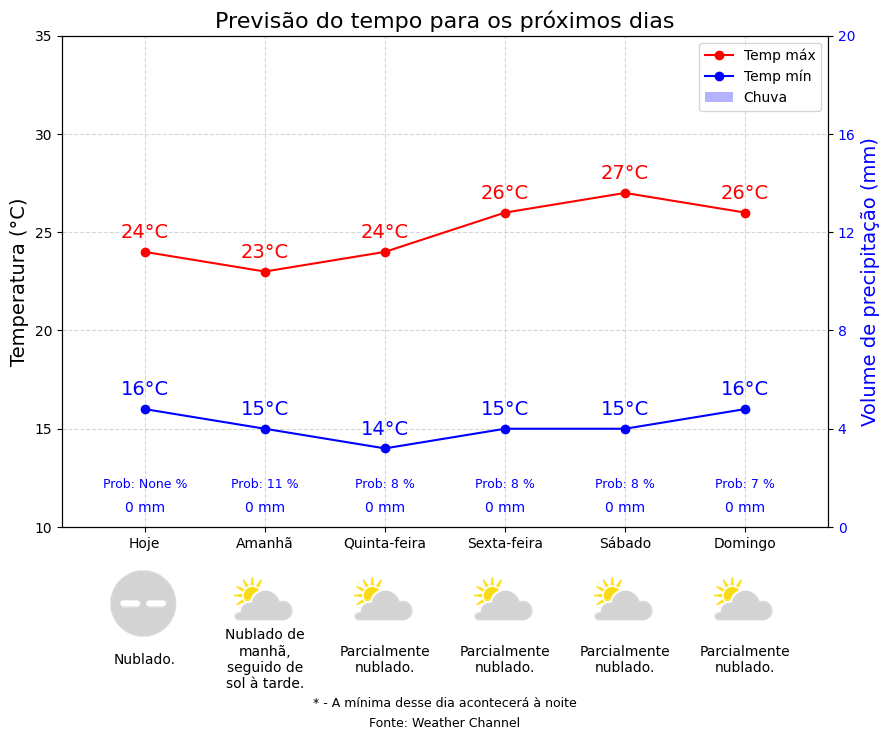 Previsão do tempo para os próximos dias
Temperatura (°C)
Volume de precipitação (mm)
35
30
25
20
15
10
20
16
12
8
4
0
Temp máx
Temp mín
Chuva
24°C
23°C
24°C
26°C
27°C
26°C
16°C
15°C
14°C
15°C
15°C
16°C
Prob: None %
Prob: 11 %
Prob: 8 %
Prob: 8 %
Prob: 8 %
Prob: 7 %
0 mm
0 mm
0 mm
0 mm
0 mm
0 mm
Hoje
Amanhã
Quinta-feira
Sexta-feira
Sábado
Domingo
Nublado.
Nublado de
manhã,
seguido de
sol à tarde.
Parcialmente
nublado.
Parcialmente
nublado.
Parcialmente
nublado.
Parcialmente
nublado.
* - A mínima desse dia acontecerá à noite
Fonte: Weather Channel